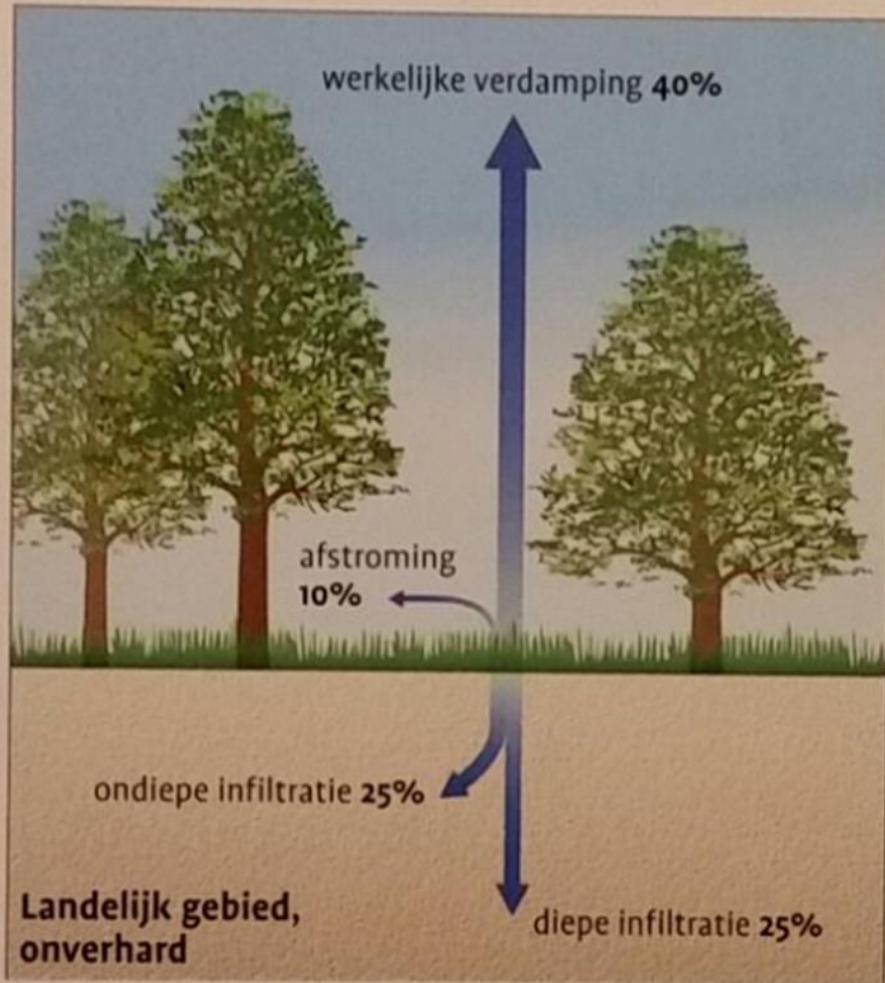 werkelijke verdamping 40%
afstroming
10%
ondiepe infiltratie 25%
diepe infiltratie 25%
Landelijk gebied,
onverhard